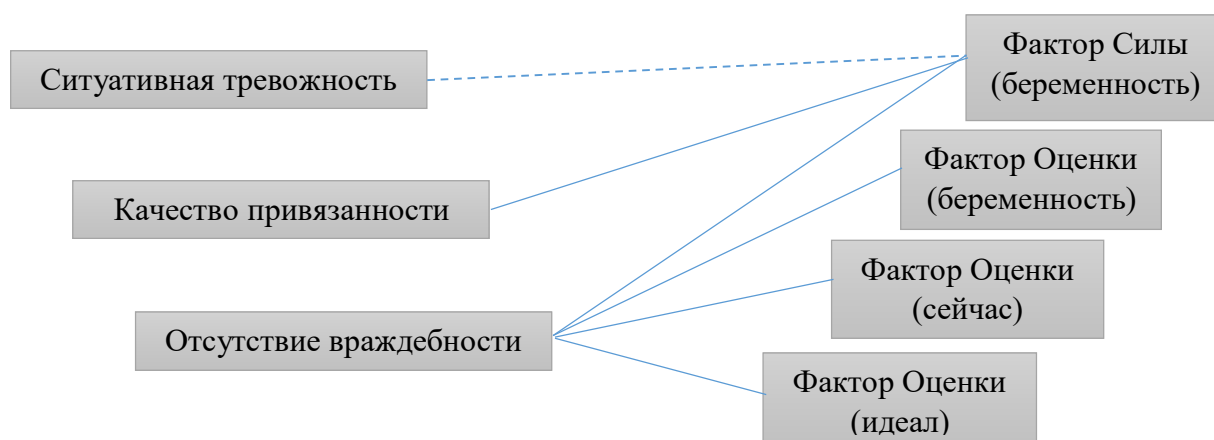 Ситуативная тревожность
Качество привязанности
Отсутствие враждебности
Фактор Силы
(беременность)
Фактор Оценки
(беременность)
Фактор Оценки
(сейчас)
Фактор Оценки
(идеал)